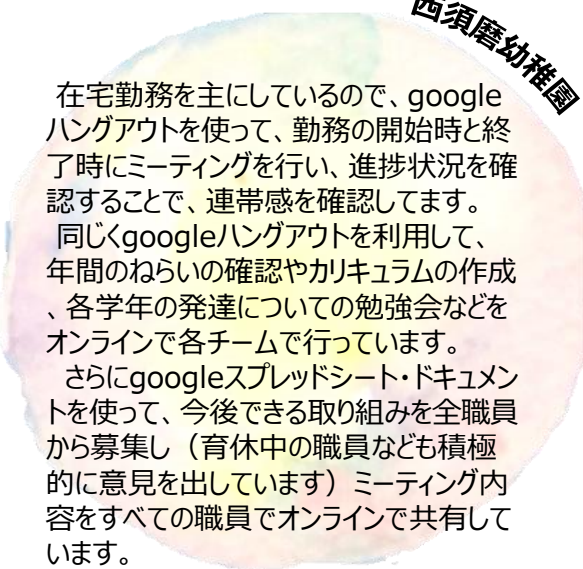 西須磨幼稚園
在宅勤務を主にしているので、google
ハングアウトを使って、勤務の開始時と終
了時にミーティングを行い、進捗状況を確
認することで、連帯感を確認してます。
同じくgoogleハングアウトを利用して、
年間のねらいの確認やカリキュラムの作成
、各学年の発達についての勉強会などを
オンラインで各チームで行っています。
さらにgoogleスプレッドシート・ドキュメン
トを使って、今後できる取り組みを全職員
から募集し（育休中の職員なども積極
的に意見を出しています）ミーティング内
容をすべての職員でオンラインで共有して
います。